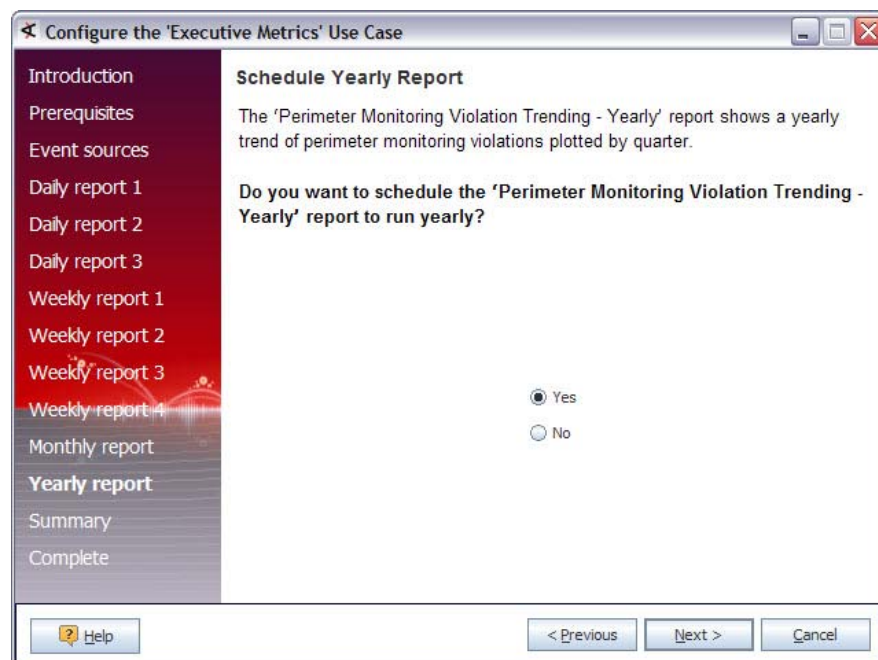 Configure the 'Executive Metrics' Use Case
Introduction
Prerequisites
Event sources
Daily report 1
Daily report 2
Daily report 3
Weekly report 1
Weekly report 2
Weekly report 3
Weekly report 4
Monthly report
Yearly report
Summary
Complete
Schedule Yearly Report
The ‘Perimeter Monitoring Violation Trending - Yearly’ report shows a yearly
trend of perimeter monitoring violations plotted by quarter.
Do you want to schedule the ‘Perimeter Monitoring Violation Trending -
Yearly’ report to run yearly?
Yes
No
Help
< Previous
Next >
Cancel